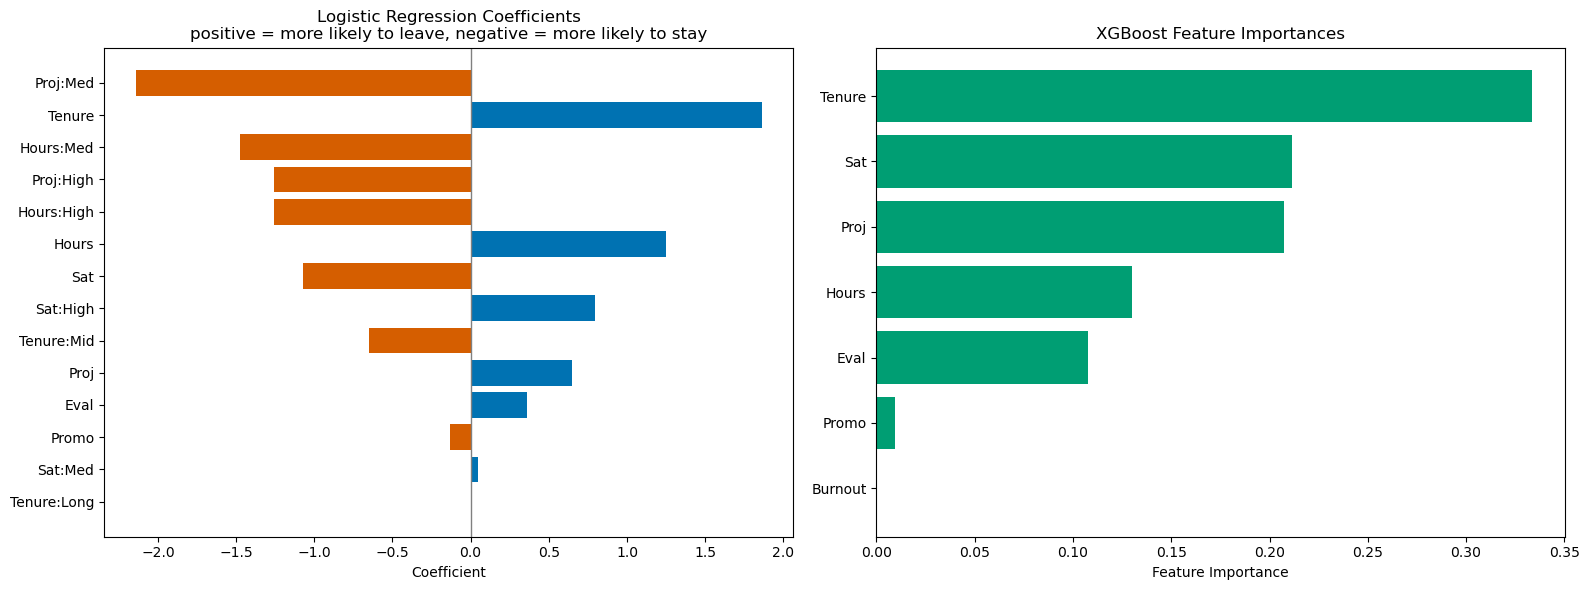 Logistic Regression Coefficients
positive = more likely to leave, negative = more likely to stay
Proj:Med
Tenure
Hours:Med
Proj:High
Hours:High
Hours
Sat
Sat:High
Tenure:Mid
Proj
Eval
Promo
Sat:Med
Tenure:Long
−2.0 −1.5 −1.0 −0.5 0.0 0.5 1.0 1.5 2.0
Coefficient
XGBoost Feature Importances
Tenure
Sat
Proj
Hours
Eval
Promo
Burnout
0.00 0.05 0.10 0.15 0.20 0.25 0.30 0.35
Feature Importance